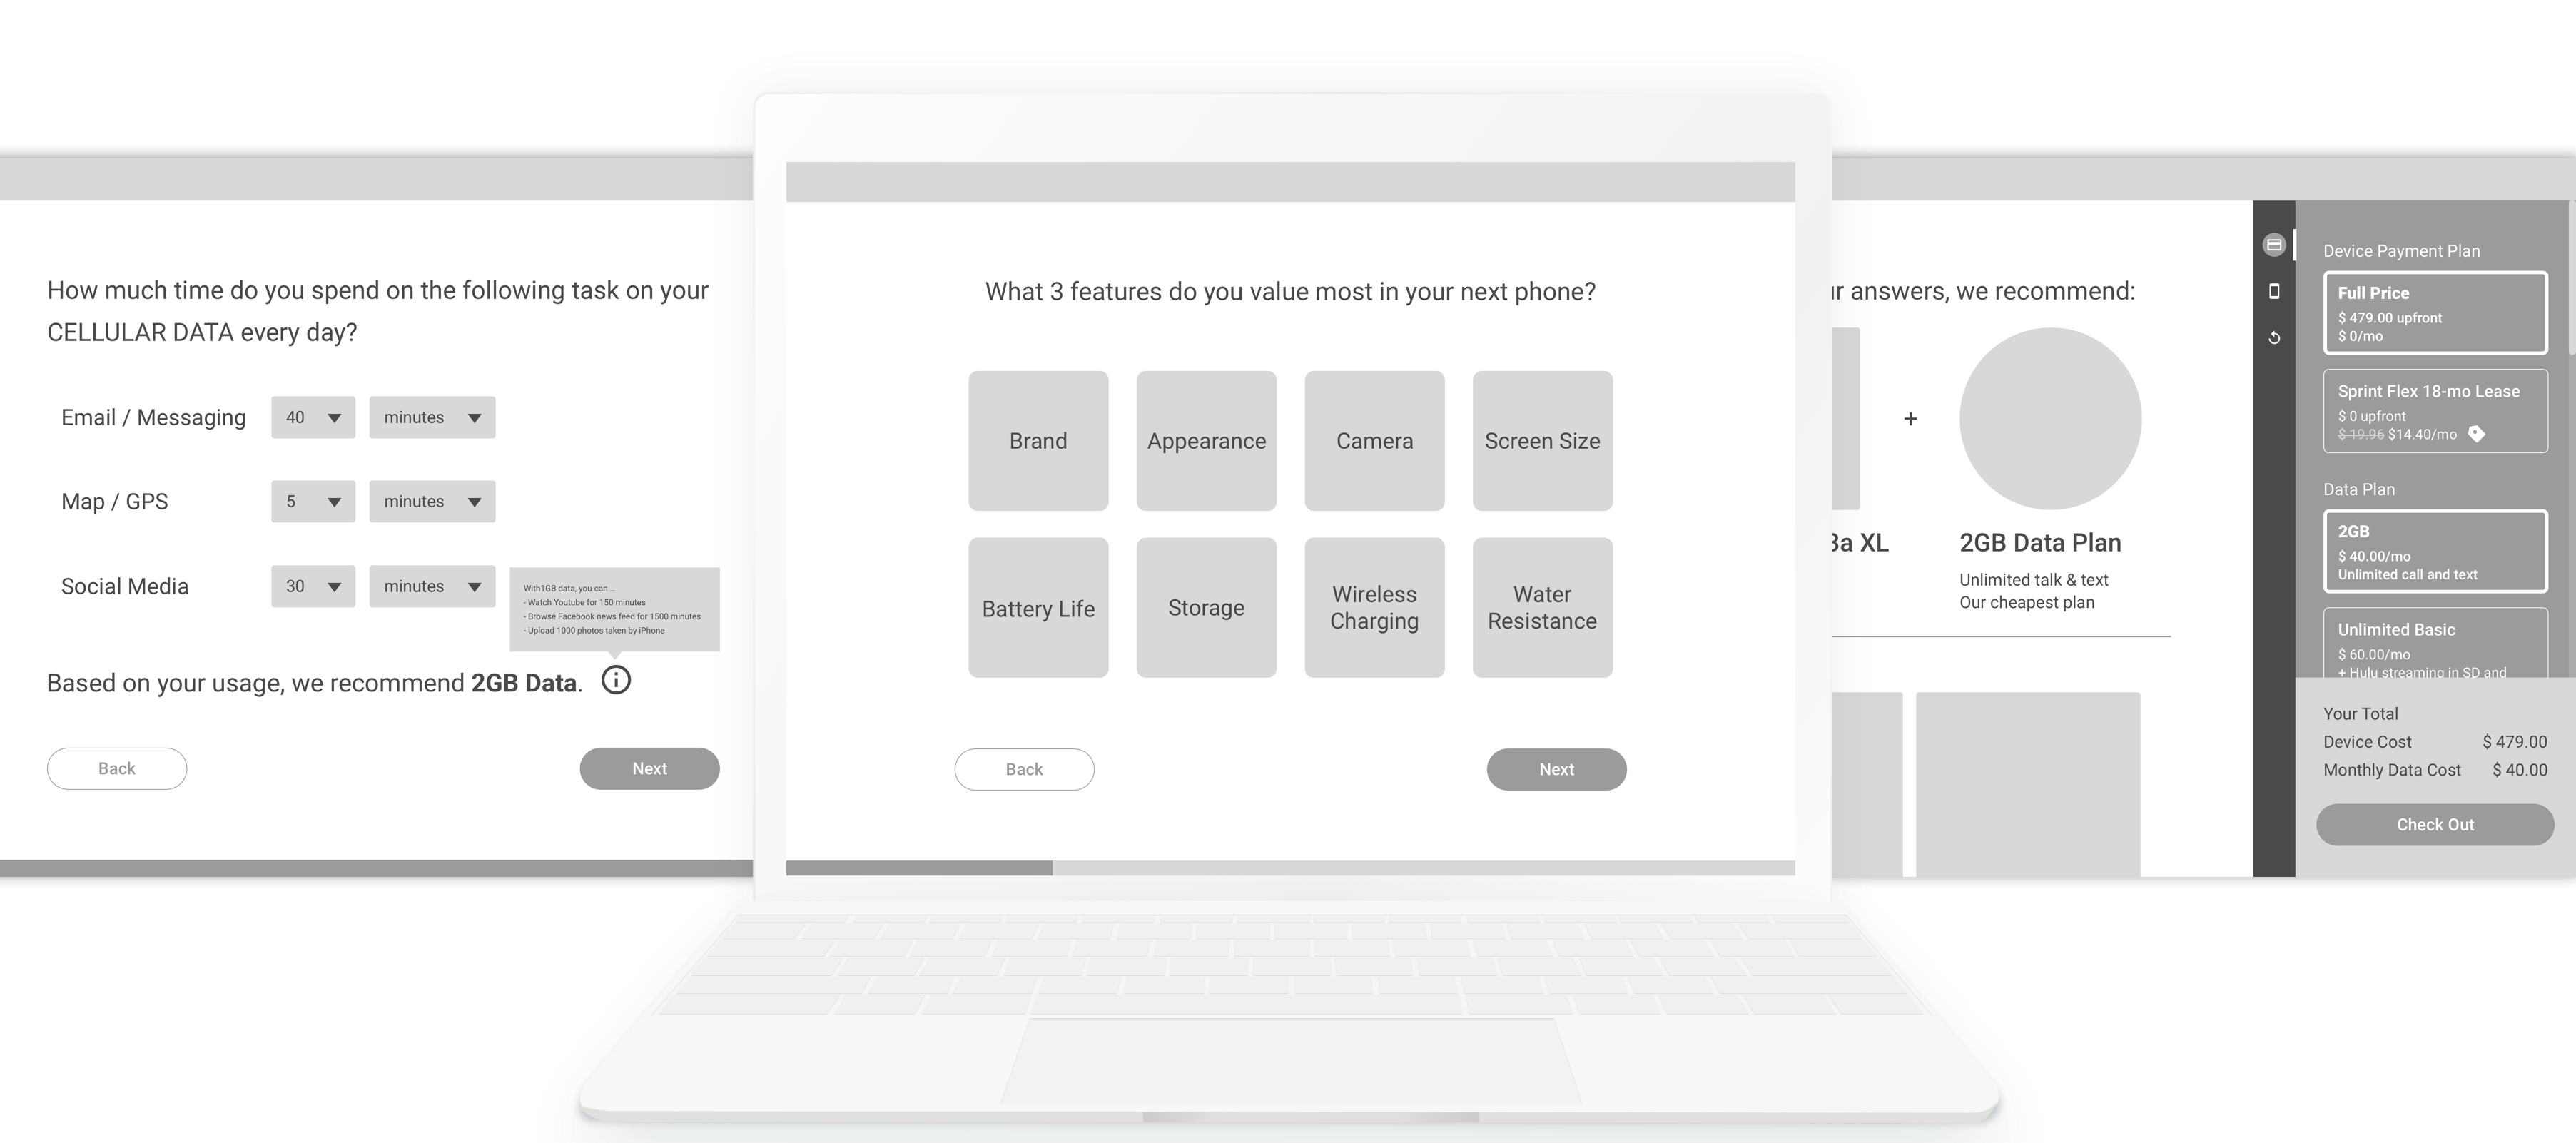 How much time do you spend on the following task on your
CELLULAR DATA every day?
Email / Messaging 40 minutes
Map / GPS 5 minutes
Social Media 30 minutes
With1GB data, you can ...
- Watch Youtube for 150 minutes
- Browse Facebook news feed for 1500 minutes
- Upload 1000 photos taken by iPhone
Based on your usage, we recommend 2GB Data.
Back Next
What 3 features do you value most in your next phone?
Brand Appearance Camera Screen Size
Battery Life Storage Wireless Charging Water Resistance
Back Next
answers, we recommend:
+
XL
2GB Data Plan
Unlimited talk & text
Our cheapest plan
Device Payment Plan
Full Price
$ 479.00 upfront
$ 0/mo
Sprint Flex 18-mo Lease
$ 0 upfront
$ 19.96 $14.40/mo
Data Plan
2GB
$ 40.00/mo
Unlimited call and text
Unlimited Basic
$ 60.00/mo
+ Hulu streaming in SD and
Your Total
Device Cost $ 479.00
Monthly Data Cost $ 40.00
Check Out